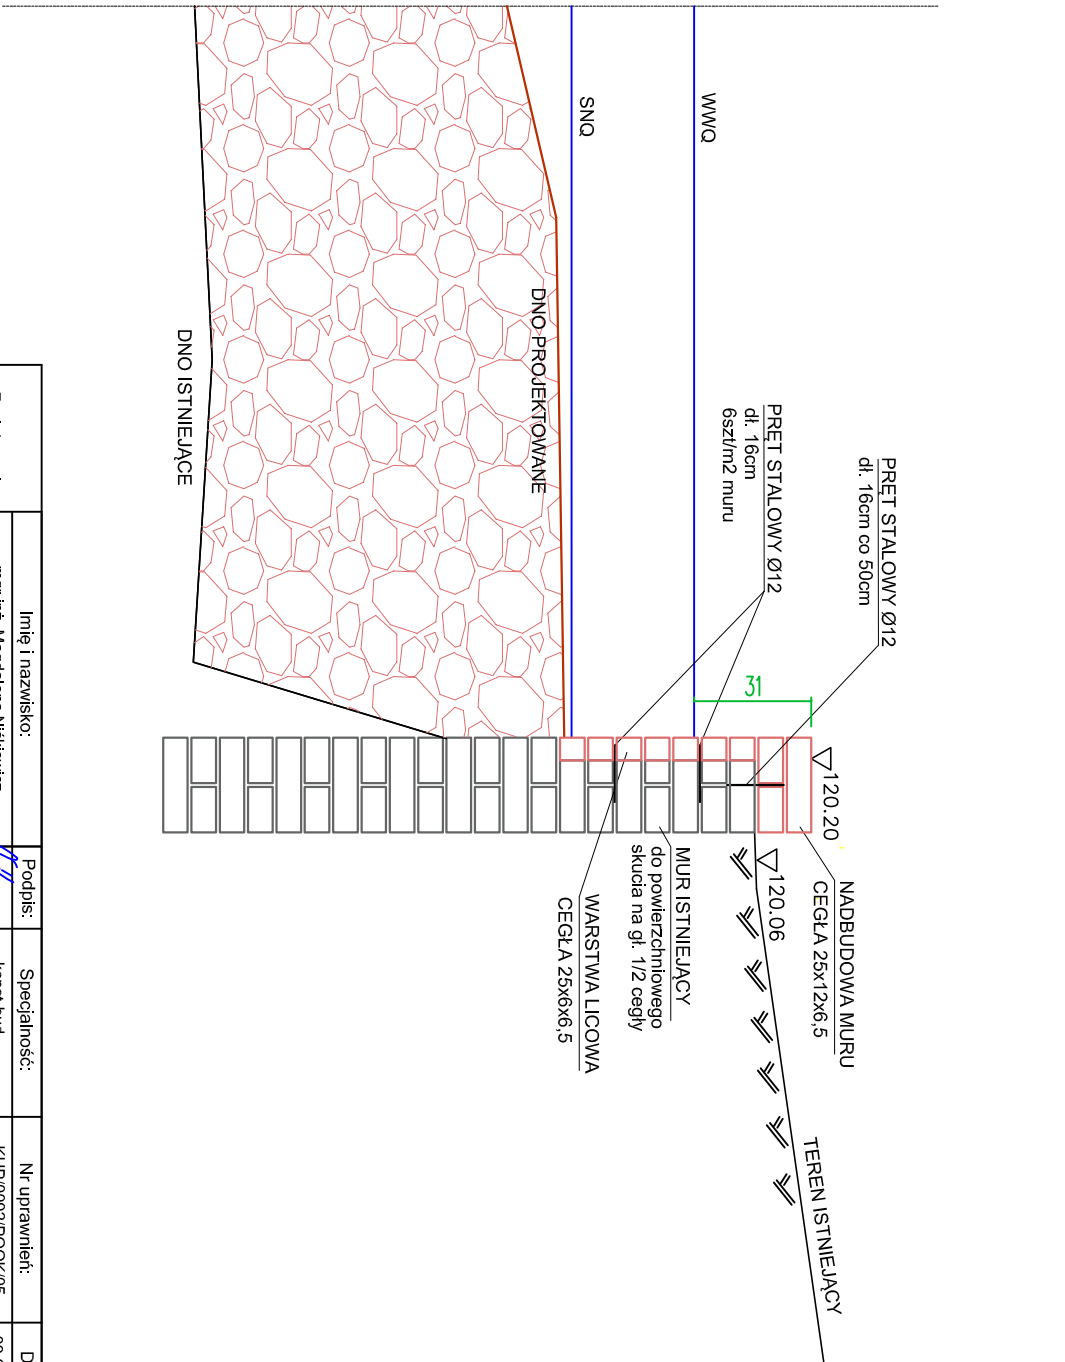 PRĘT STALOWY Ø12
dł. 16cm co 50cm
PRĘT STALOWY Ø12
dł. 16cm
6szt/m2 muru
WWQ
SNQ
31
120.20
120.06
NADBUDOWA MURU
CEGŁA 25x12x6,5
MUR ISTNIEJĄCY
do powierzchniowego
skucia na gł. 1/2 cegły
WARSTWA LICOWA
CEGŁA 25x6x6,5
TEREN ISTNIEJĄCY
DNO PROJEKTOWANE
DNO ISTNIEJĄCE
Imię i nazwisko:
Podpis:
Specjalność:
Nr uprawnień: